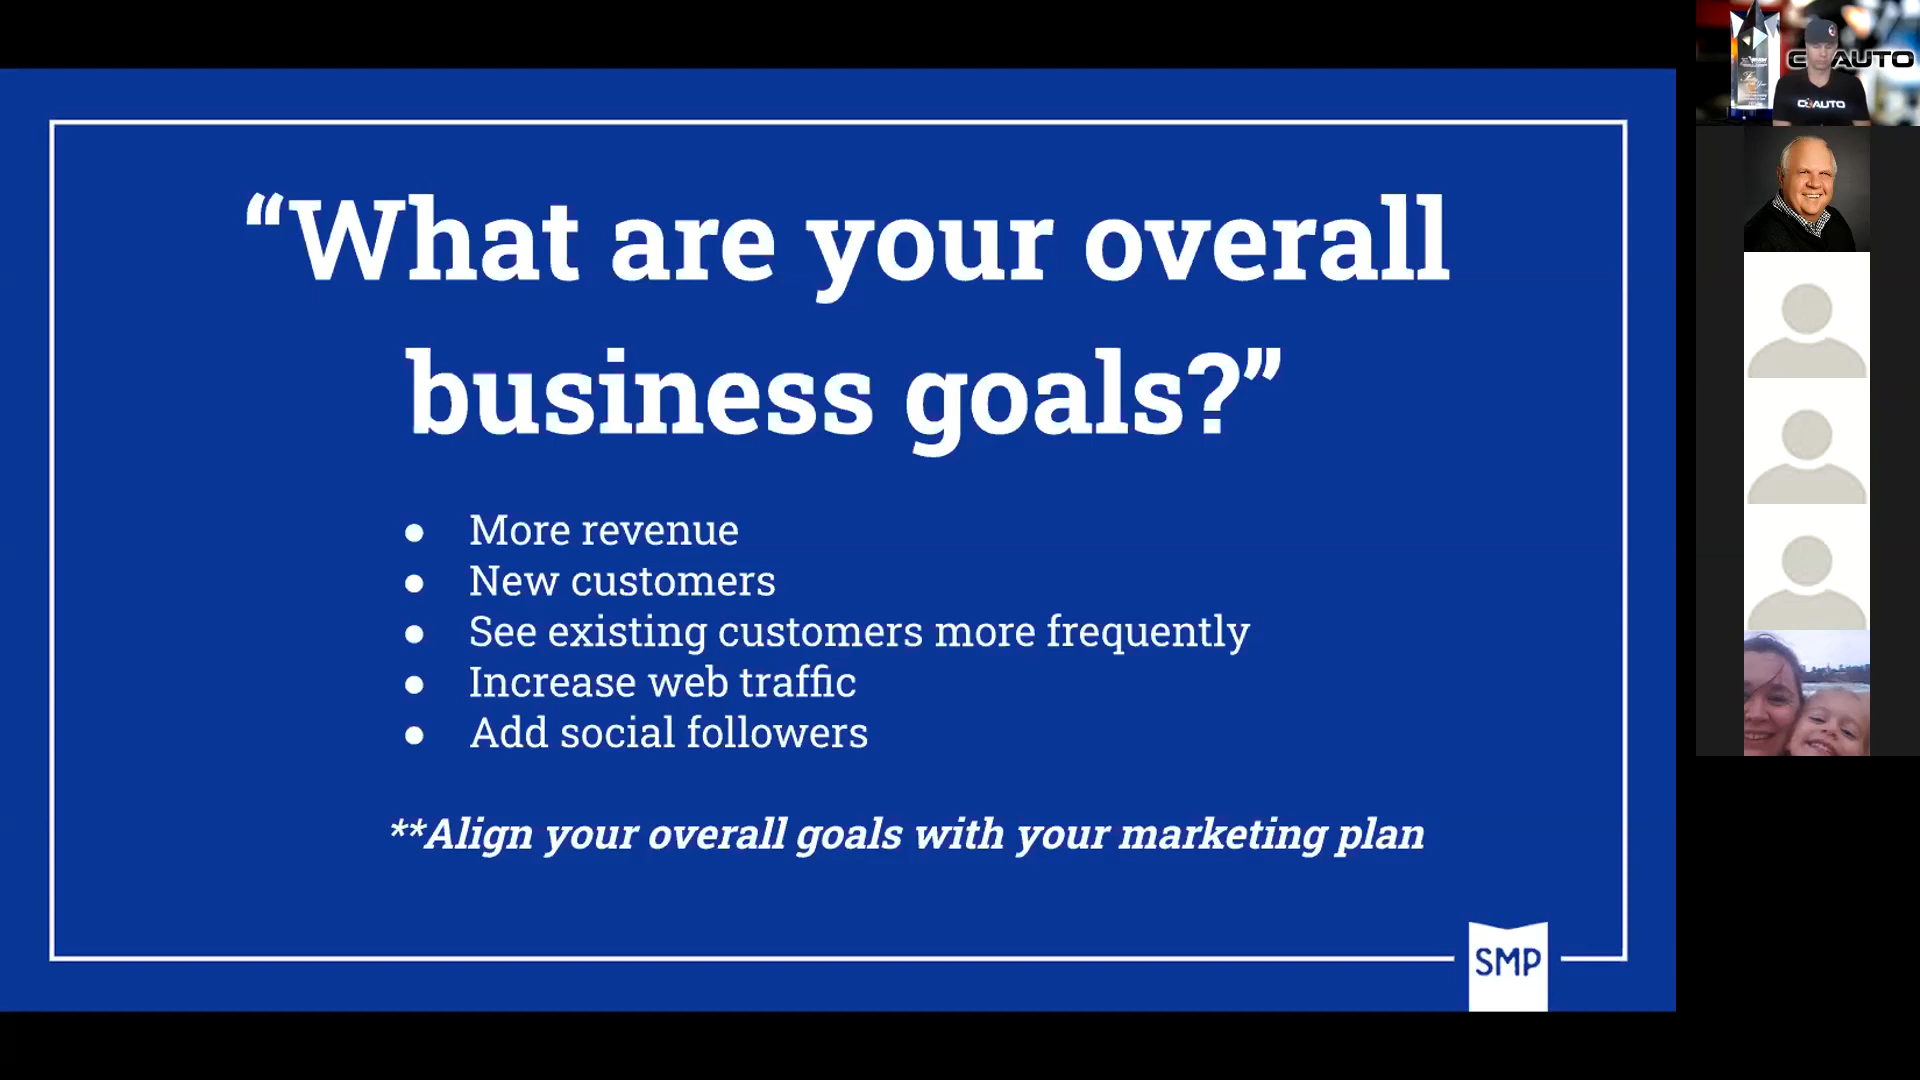 “What are your overall
business goals?”
● More revenue
● New customers
● See existing customers more frequently
● Increase web traffic
● Add social followers
**Align your overall goals with your marketing plan
SMP
AUTO